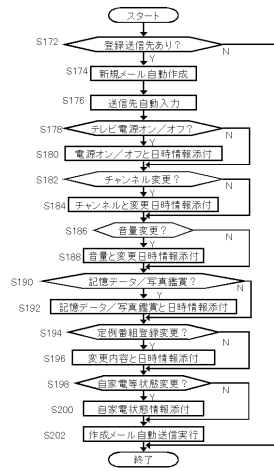 スタート
S172
登録送信先あり?
N
Y
S174
新規メール自動作成
S176
送信先自動入力
S178
テレビ電源オン/オフ?
N
Y
S180
電源オン/オフと日時情報添付
S182
チャンネル変更?
N
Y
S184
チャンネルと変更日時情報添付
S186
音量変更?
N
Y
S188
音量と変更日時情報添付
S190
記憶データ/写真鑑賞?
N
Y
S192
記憶データ/写真鑑賞と日時情報添付
S194
定例番組登録変更?
N
Y
S196
変更内容と日時情報添付
S198
自家電等状態変更?
N
Y
S200
自家電状態情報添付
S202
作成メール自動送信実行
終了